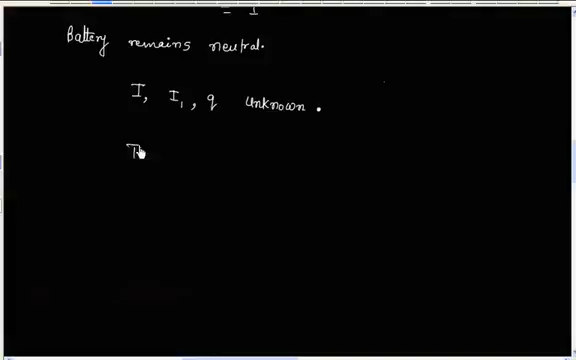 = I
Battery remains neutral.
I, I₁, q unknown.
T